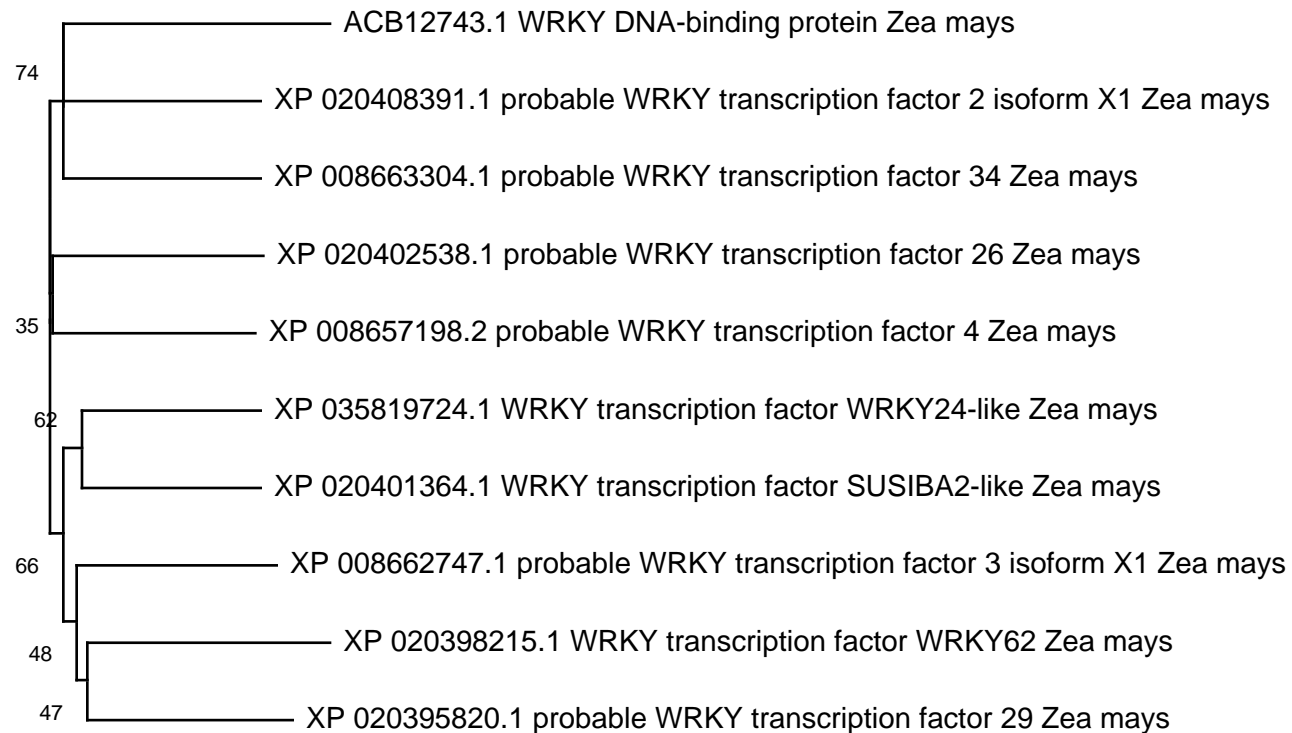 ACB12743.1 WRKY DNA-binding protein Zea mays
74
XP 020408391.1 probable WRKY transcription factor 2 isoform X1 Zea mays
XP 008663304.1 probable WRKY transcription factor 34 Zea mays
XP 020402538.1 probable WRKY transcription factor 26 Zea mays
35
XP 008657198.2 probable WRKY transcription factor 4 Zea mays
XP 035819724.1 WRKY transcription factor WRKY24-like Zea mays
62
XP 020401364.1 WRKY transcription factor SUSIBA2-like Zea mays
66
XP 008662747.1 probable WRKY transcription factor 3 isoform X1 Zea mays
XP 020398215.1 WRKY transcription factor WRKY62 Zea mays
48
47
XP 020395820.1 probable WRKY transcription factor 29 Zea mays